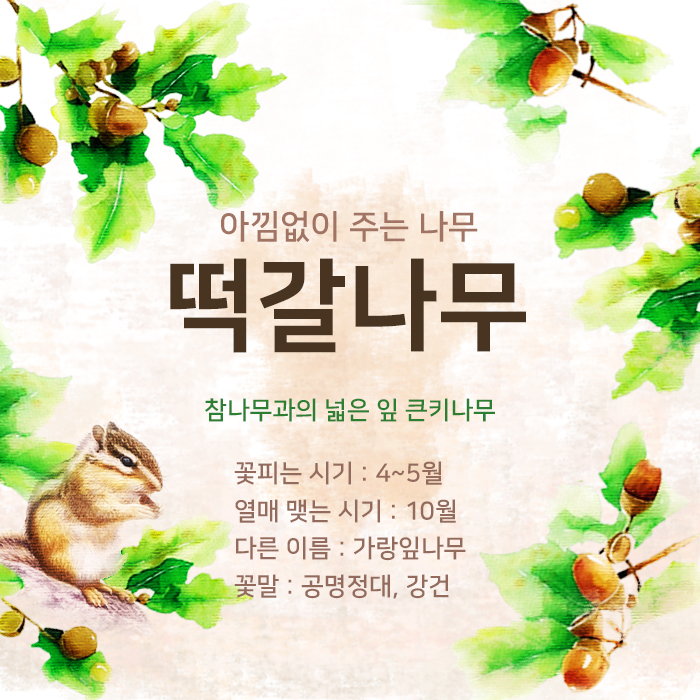 아낌없이 주는 나무
떡갈나무
참나무과의 넓은 잎 큰키나무
꽃피는 시기 : 4~5월
열매 맺는 시기 : 10월
다른 이름 : 가랑잎나무
꽃말 : 공명정대, 강건